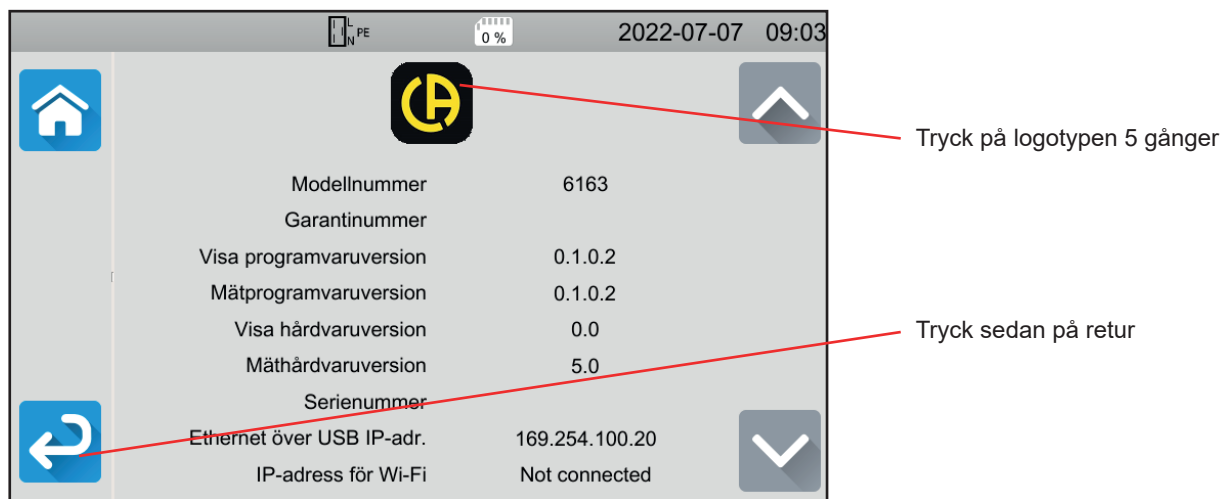 L
N PE
0 %
2022-07-07 09:03
Tryck på logotypen 5 gånger
Modellnummer 6163
Garantinummer
Visa programvaruversion 0.1.0.2
Mätprogramvaruversion 0.1.0.2
Visa hårdvaruversion 0.0
Tryck sedan på retur
Mäthårdvaruversion 5.0
Serienummer
Ethernet över USB IP-adr. 169.254.100.20
IP-adress för Wi-Fi Not connected